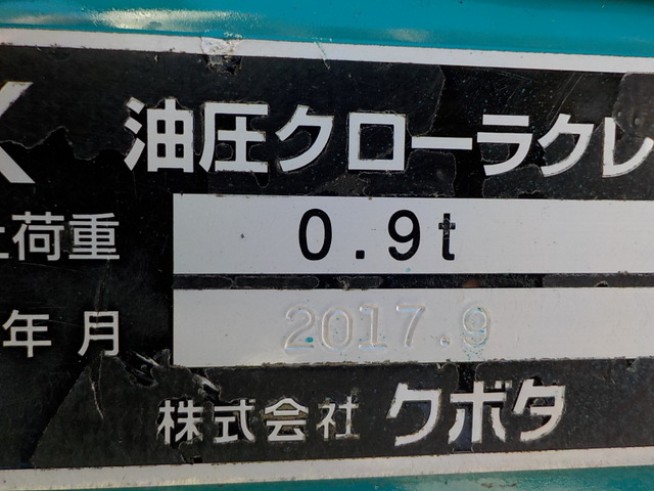 油圧クローラクレ
荷重 0.9t
年月 2017.9
株式会社 クボタ